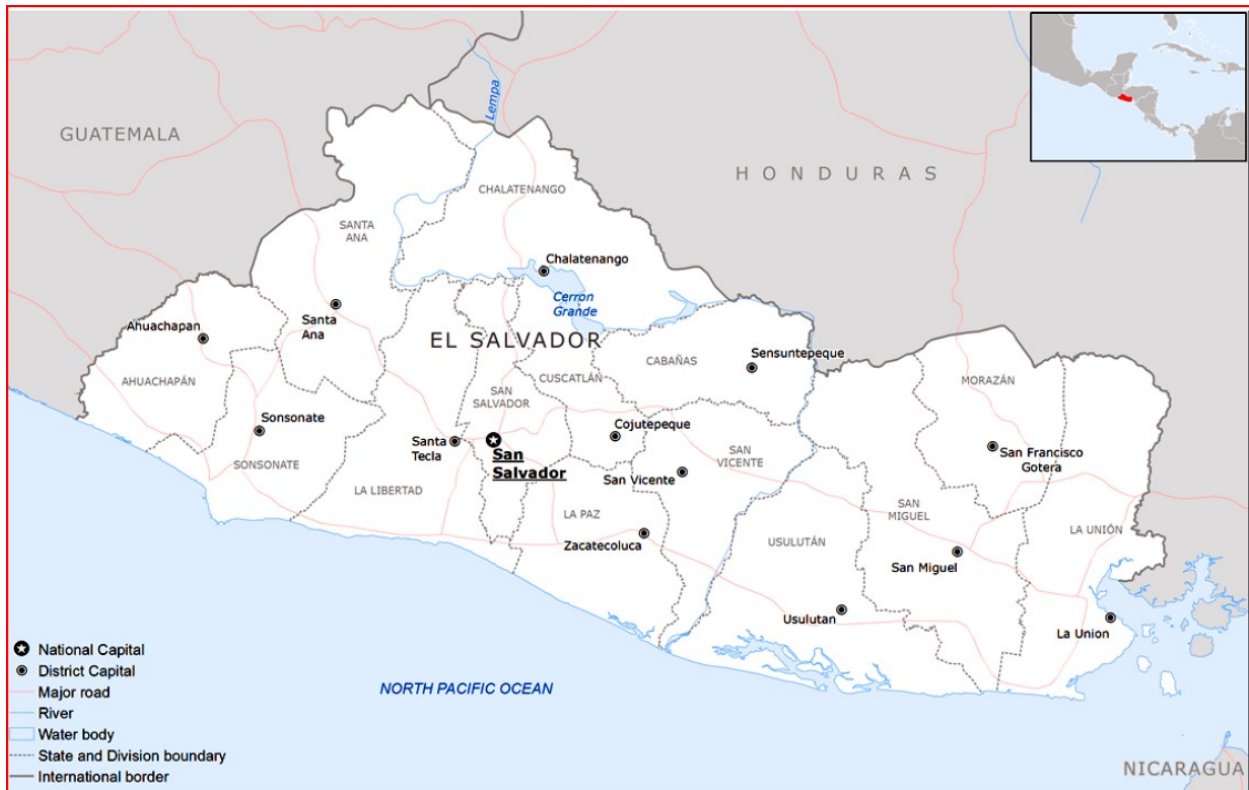 Lempa
GUATEMALA
HONDURAS
CHALATENANGO
SANTA
ANA
Chalatenango
Cerron
Grande
Ahuachapan
Santa
Ana
EL SALVADOR
Sensuntepeque
CABAÑAS
AHUACHAPÁN
CUSCATLÁN
MORAZÁN
SAN
SALVADOR
Sonsonate
Cojutepeque
Santa
Tecla
San
Salvador
SAN
VICENTE
San Francisco
Gotera
SONSONATE
San Vicente
LA LIBERTAD
LA PAZ
SAN
MIGUEL
LA UNIÓN
Zacatecoluca
USULUTÁN
San Miguel
Usulutan
La Union
NORTH PACIFIC OCEAN
NICARAGUA
National Capital
District Capital
Major road
River
Water body
State and Division boundary
International border